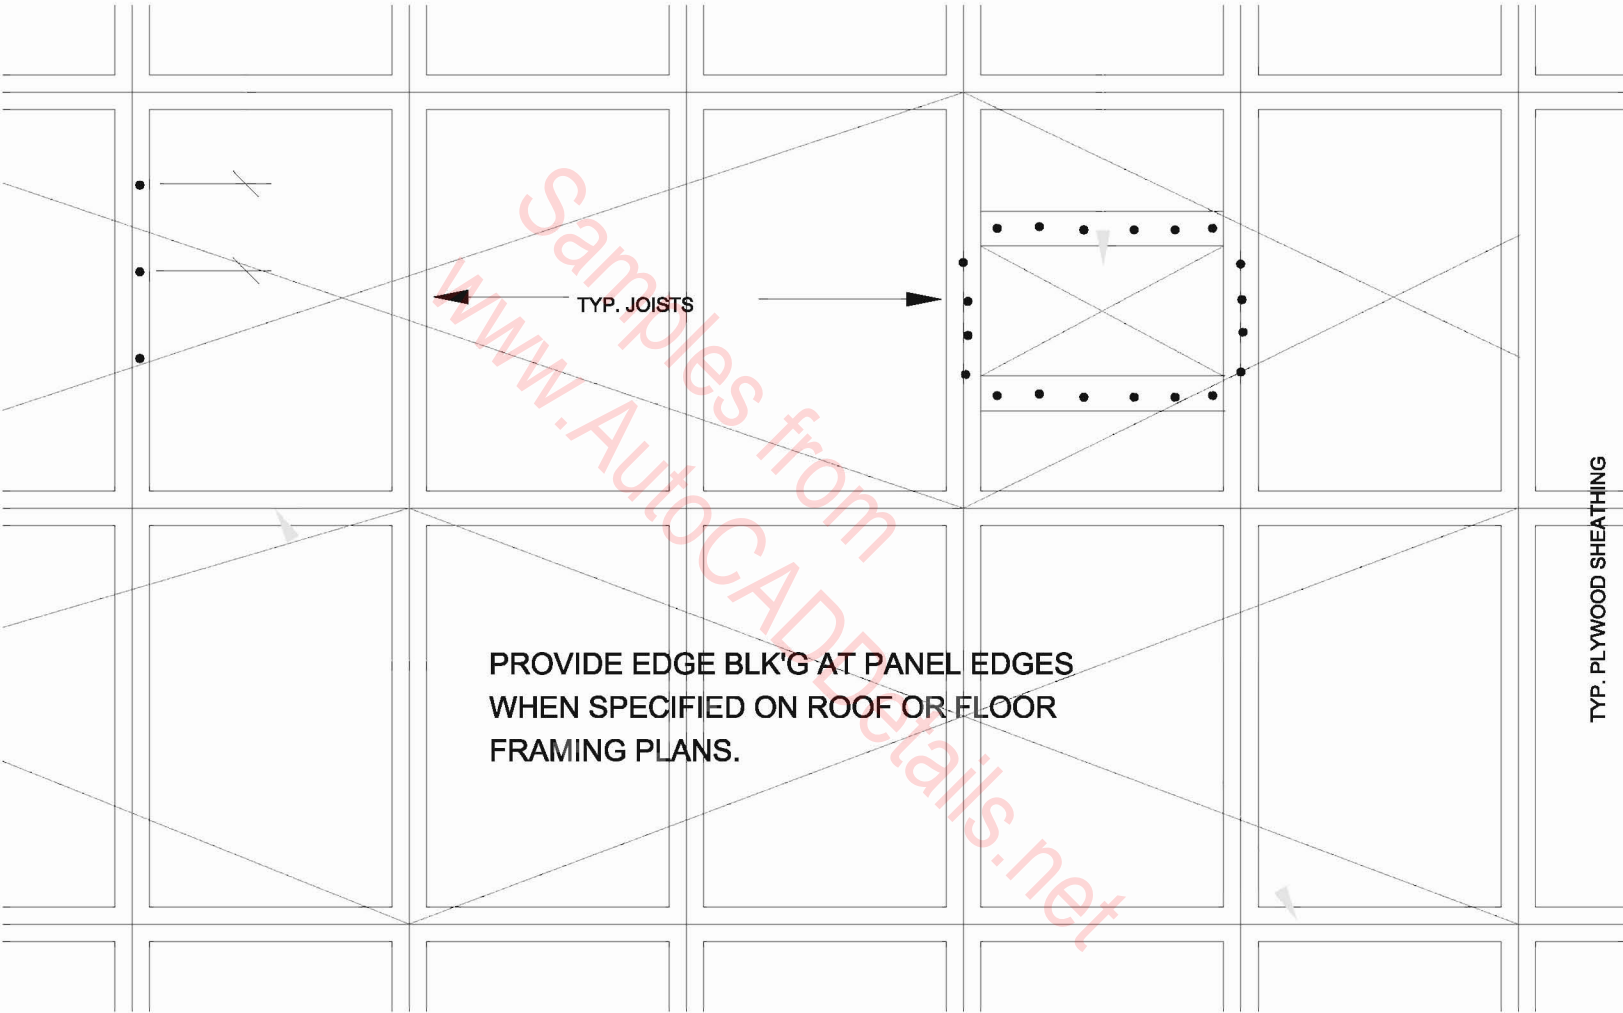 Samples from
www.AutoCADDetails.net
TYP. JOISTS
PROVIDE EDGE BLK'G AT PANEL EDGES
WHEN SPECIFIED ON ROOF OR FLOOR
FRAMING PLANS.
TYP. PLYWOOD SHEATHING